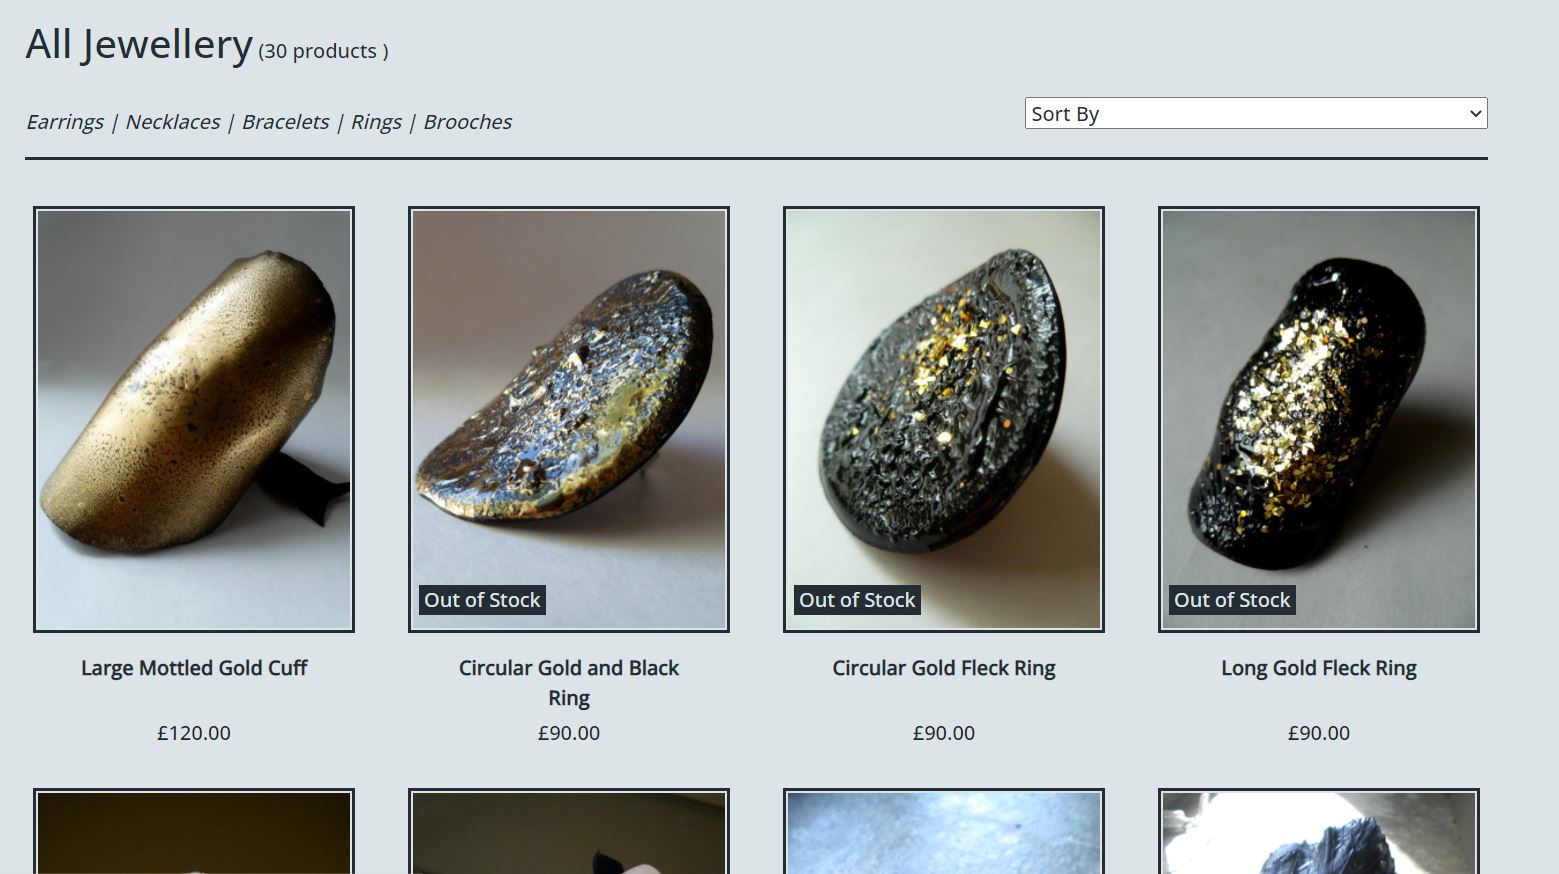 All Jewellery (30 products )
Earrings | Necklaces | Bracelets | Rings | Brooches
Sort By
Out of Stock
Out of Stock
Out of Stock
Large Mottled Gold Cuff
Circular Gold and Black
Ring
Circular Gold Fleck Ring
Long Gold Fleck Ring
£120.00
£90.00
£90.00
£90.00